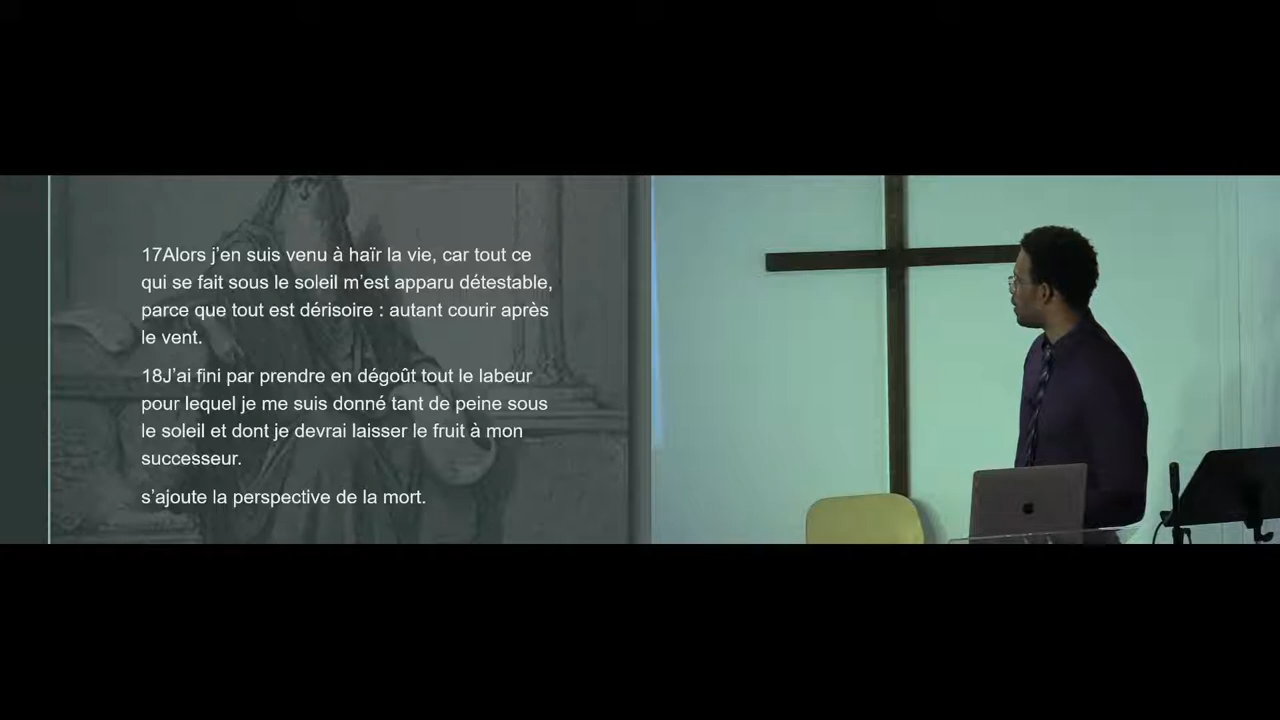 17Alors j’en suis venu à haïr la vie, car tout ce
qui se fait sous le soleil m’est apparu détestable,
parce que tout est dérisoire : autant courir après
le vent.
18J’ai fini par prendre en dégoût tout le labeur
pour lequel je me suis donné tant de peine sous
le soleil et dont je devrai laisser le fruit à mon
successeur.
s’ajoute la perspective de la mort.